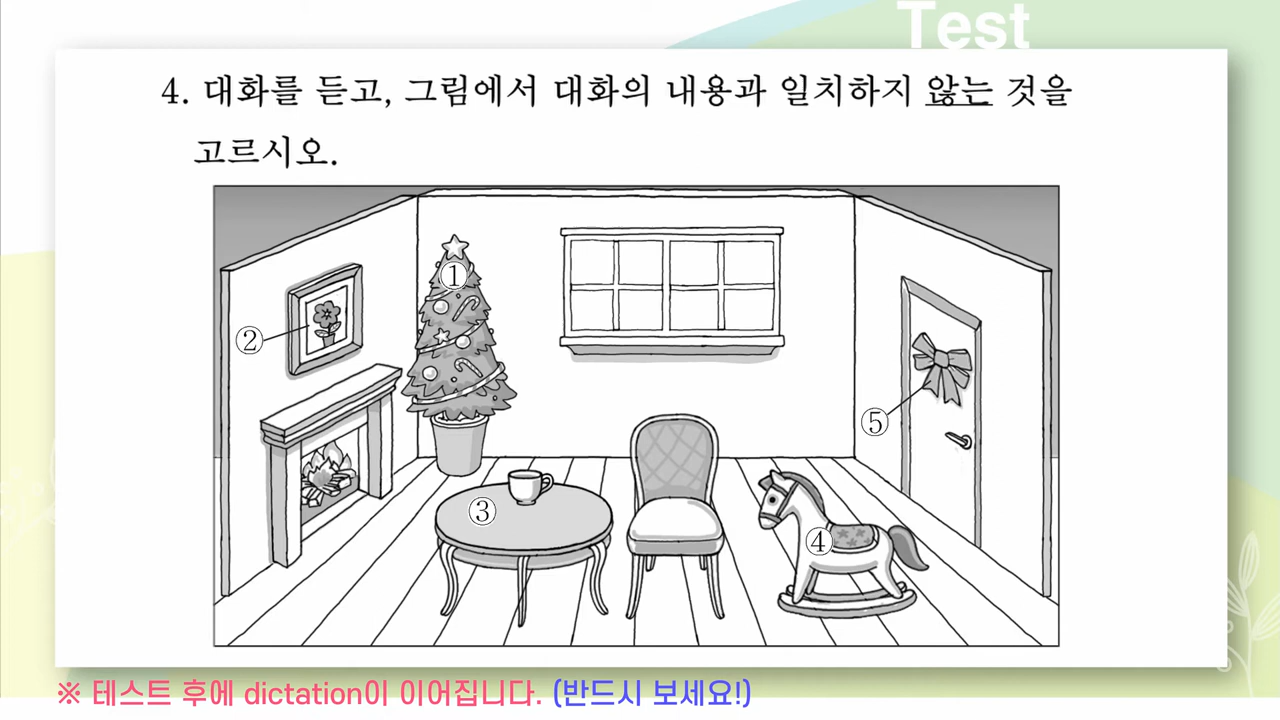 Test
4. 대화를 듣고, 그림에서 대화의 내용과 일치하지 않는 것을
고르시오.
①
②
③
④
⑤
※ 테스트 후에 dictation이 이어집니다. (반드시 보세요!)